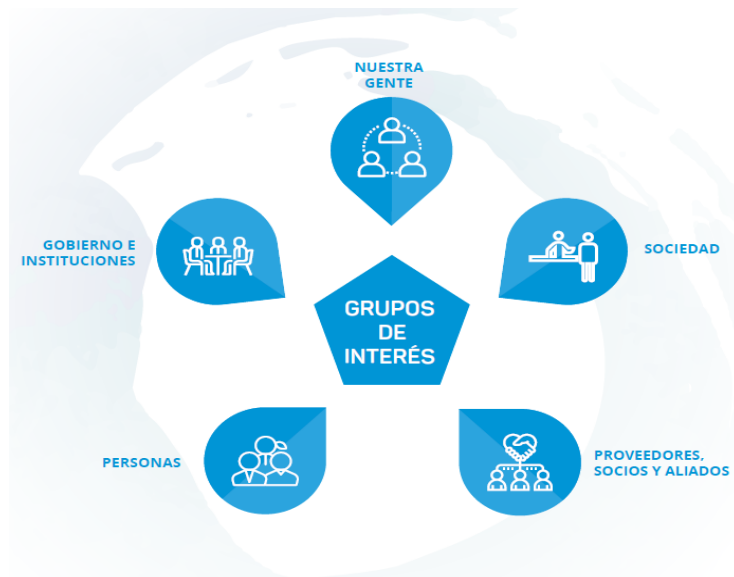 NUESTRA
GENTE
GOBIERNO E
INSTITUCIONES
SOCIEDAD
GRUPOS
DE
INTERÉS
PERSONAS
PROVEEDORES,
SOCIOS Y ALIADOS